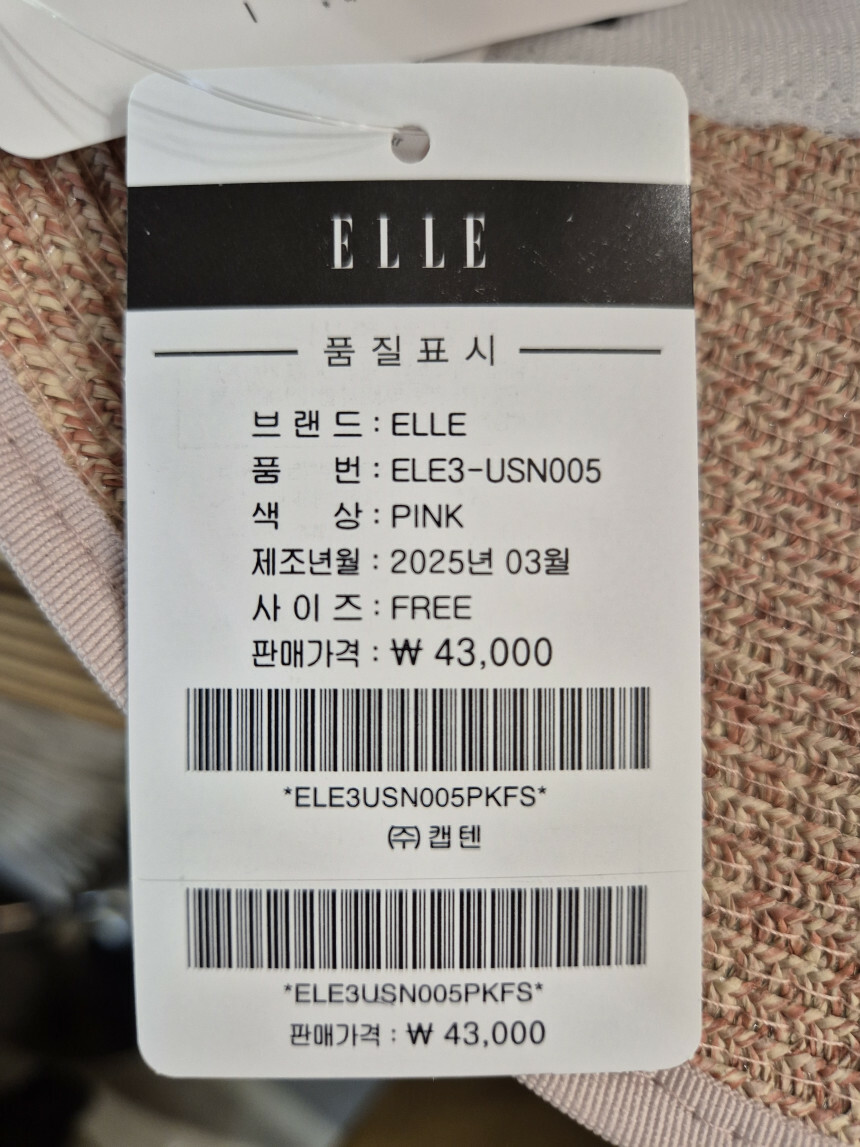 ELLE
품질표시
브랜드 : ELLE
품 번 : ELE3-USN005
색 상 : PINK
제조년월 : 2025년 03월
사이즈 : FREE
판매가격 : ₩ 43,000
*ELE3USN005PKFS*
㈜캡텐
*ELE3USN005PKFS*
판매가격 : ₩ 43,000